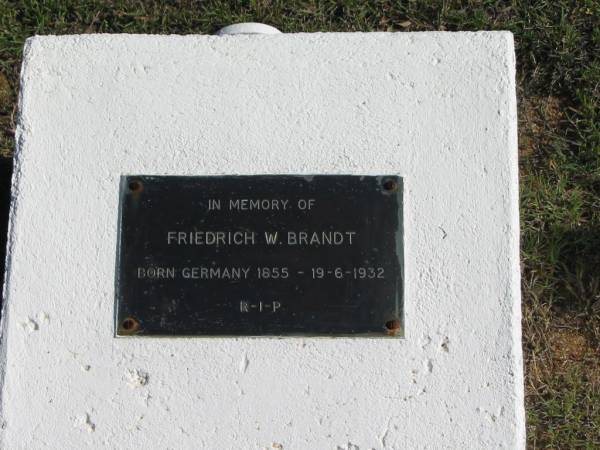 IN MEMORY OF
FRIEDRICH W. BRANDT
BORN GERMANY 1855 - 19-6-1932
R-I-P